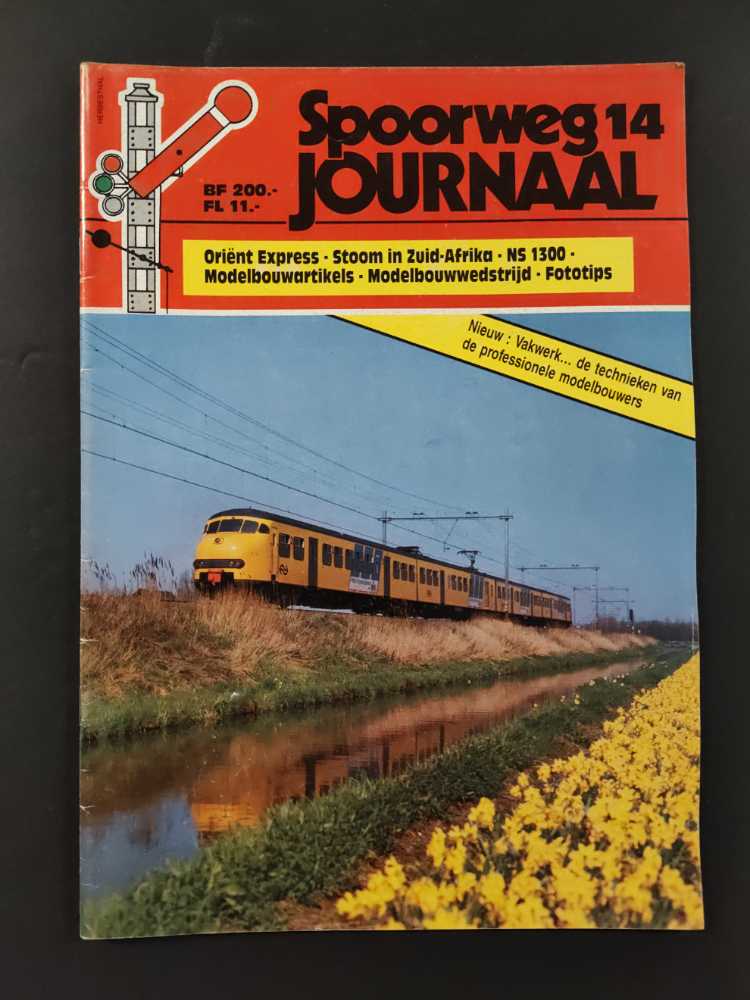 HERBESTHAL
Spoorweg 14
JOURNAAL
BF 200.-
FL 11.-
Oriënt Express · Stoom in Zuid-Afrika · NS 1300 ·
Modelbouwartikels · Modelbouwwedstrijd · Fototips
Nieuw : Vakwerk... de technieken van
de professionele modelbouwers